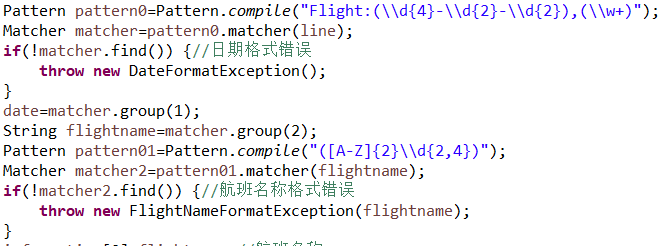 Pattern pattern0=Pattern.compile("Flight:(\\d{4}-\\d{2}-\\d{2}),(\\w+)");
Matcher matcher=pattern0.matcher(line);
if(!matcher.find()) {//日期格式错误
throw new DateFormatException();
}
date=matcher.group(1);
String flightname=matcher.group(2);
Pattern pattern01=Pattern.compile("([A-Z]{2}\\d{2,4})");
Matcher matcher2=pattern01.matcher(flightname);
if(!matcher2.find()) {//航班名称格式错误
throw new FlightNameFormatException(flightname);
}